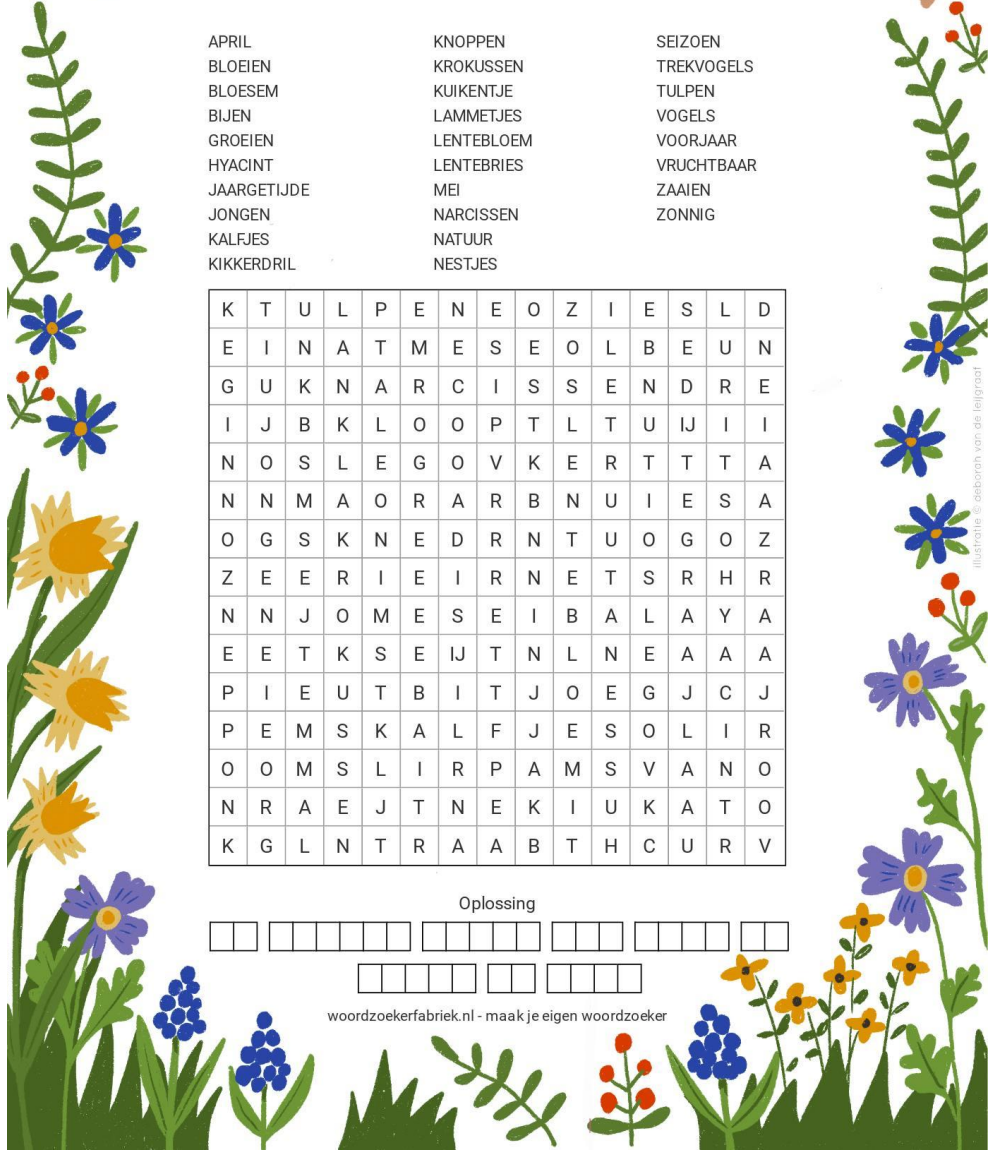 APRIL KNOPPEN SEIZOEN
BLOEIEN KROKUSSEN TREKVOGELS
BLOESEM KUIKENTJE TULPEN
BIJEN LAMMETJES VOGELS
GROEIEN LENTEBLOEM VOORJAAR
HYACINT LENTEBRIES VRUCHTBAAR
JAARGETIJDE MEI ZAAIEN
JONGEN NARCISSEN ZONNIG
KALFJES NATUUR
KIKKERDRIL NESTJES
K T U L P E N E O Z I E S L D
E I N A T M E S E O L B E U N
G U K N A R C I S S E N D R E
I J B K L O O P T L T U IJ I I
N O S L E G O V K E R T T T A
N N M A O R A R B N U I E S A
O G S K N E D R N T U O G O Z
Z E E R I E I R N E T S R H R
N N J O M E S E I B A L A Y A
E E T K S E IJ T N L N E A A A
P I E U T B I T J O E G J C J
P E M S K A L F J E S O L I R
O O M S L I R P A M S V A N O
N R A E J T N E K I U K A T O
K G L N T R A A B T H C U R V
Oplossing
woordzoekerfabriek.nl - maak je eigen woordzoeker
illustratie © deborah van de leijgraaf